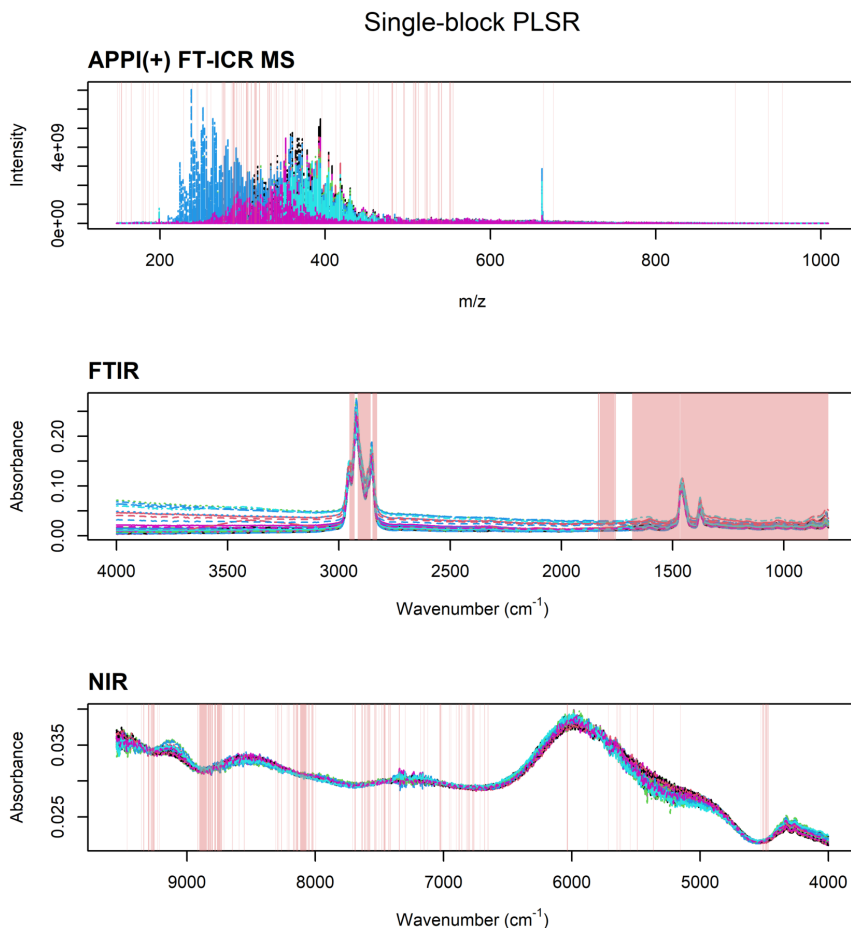 Single-block PLSR
APPI(+) FT-ICR MS
Intensity
4e+09
0e+00
200 400 600 800 1000
m/z
FTIR
Absorbance
0.20
0.10
0.00
4000 3000 2500 2000 1500 1000
Wavenumber (cm⁻¹)
NIR
Absorbance
0.035
0.025
9000 8000 7000 6000 5000 4000
Wavenumber (cm⁻¹)